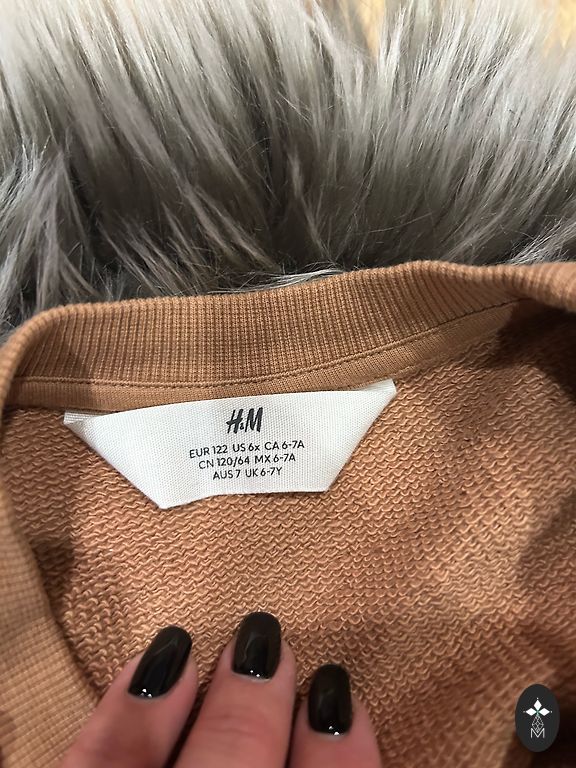 H&M
EUR 122 US 6x CA 6-7A
CN 120/64 MX 6-7A
AUS 7 UK 6-7Y
M